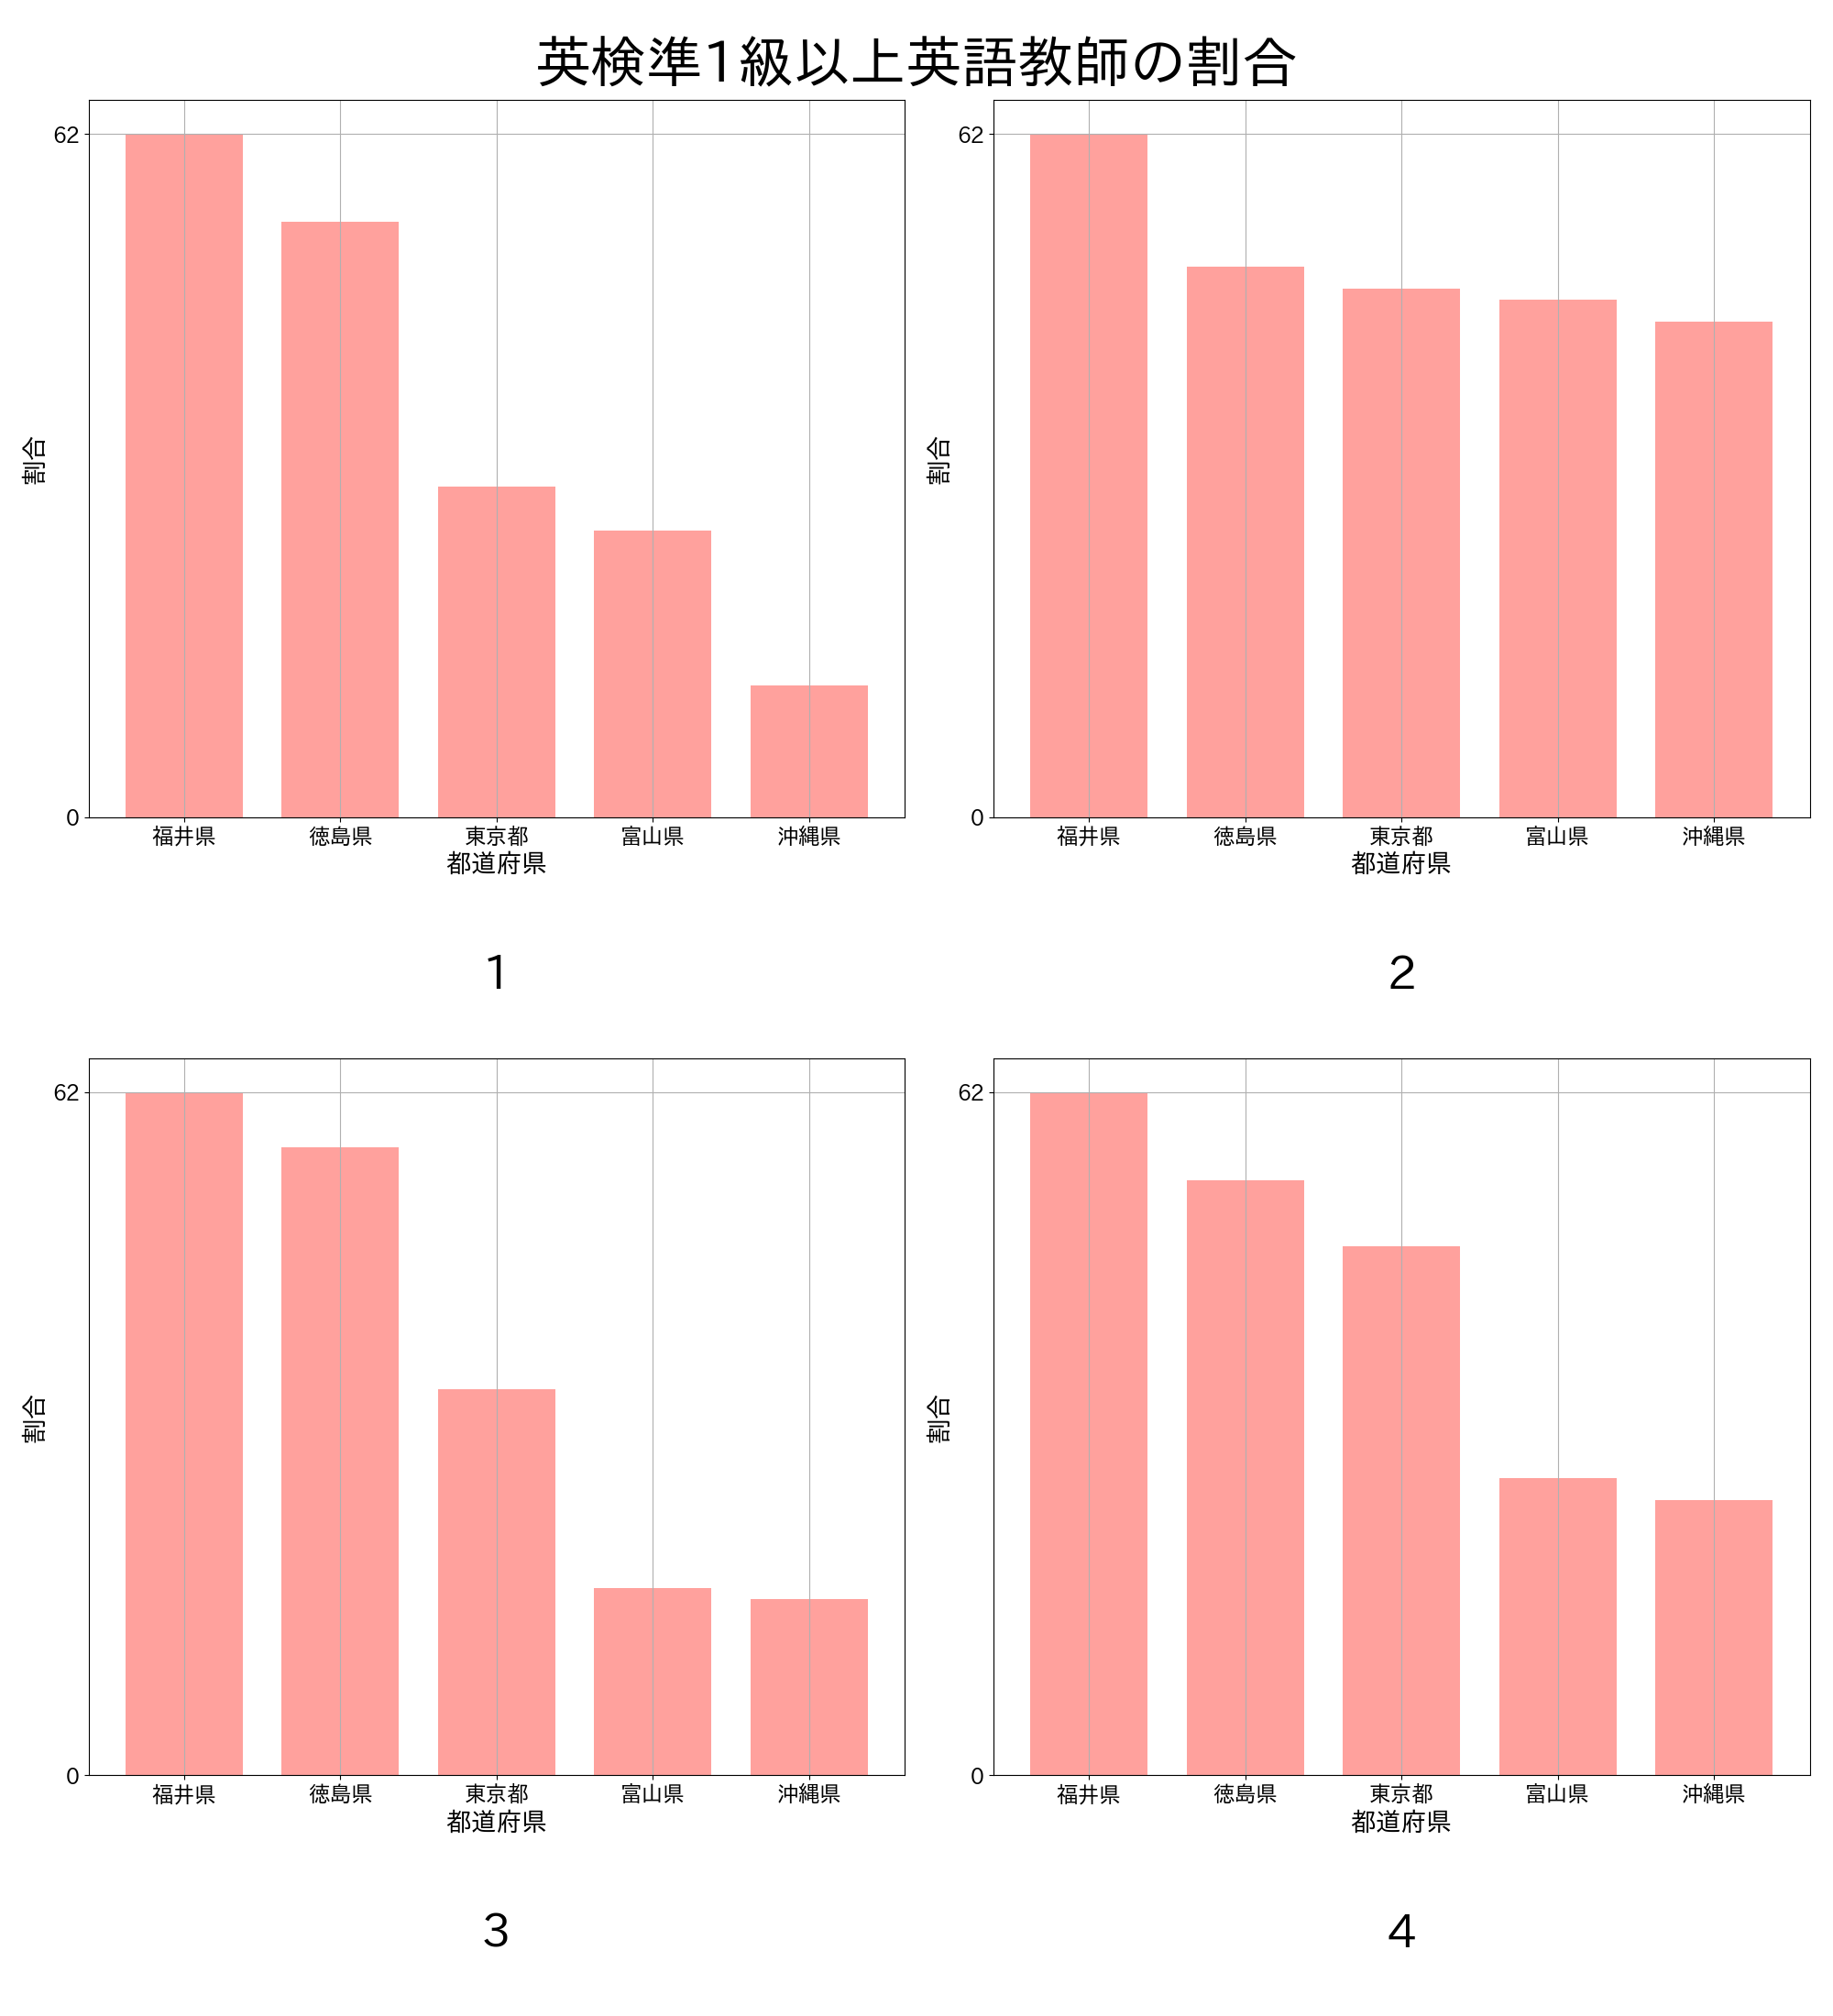 英検準1級以上英語教師の割合
62
0
割合
福井県 徳島県 東京都 富山県 沖縄県
都道府県
1
62
0
割合
福井県 徳島県 東京都 富山県 沖縄県
都道府県
2
62
0
割合
福井県 徳島県 東京都 富山県 沖縄県
都道府県
3
62
0
割合
福井県 徳島県 東京都 富山県 沖縄県
都道府県
4